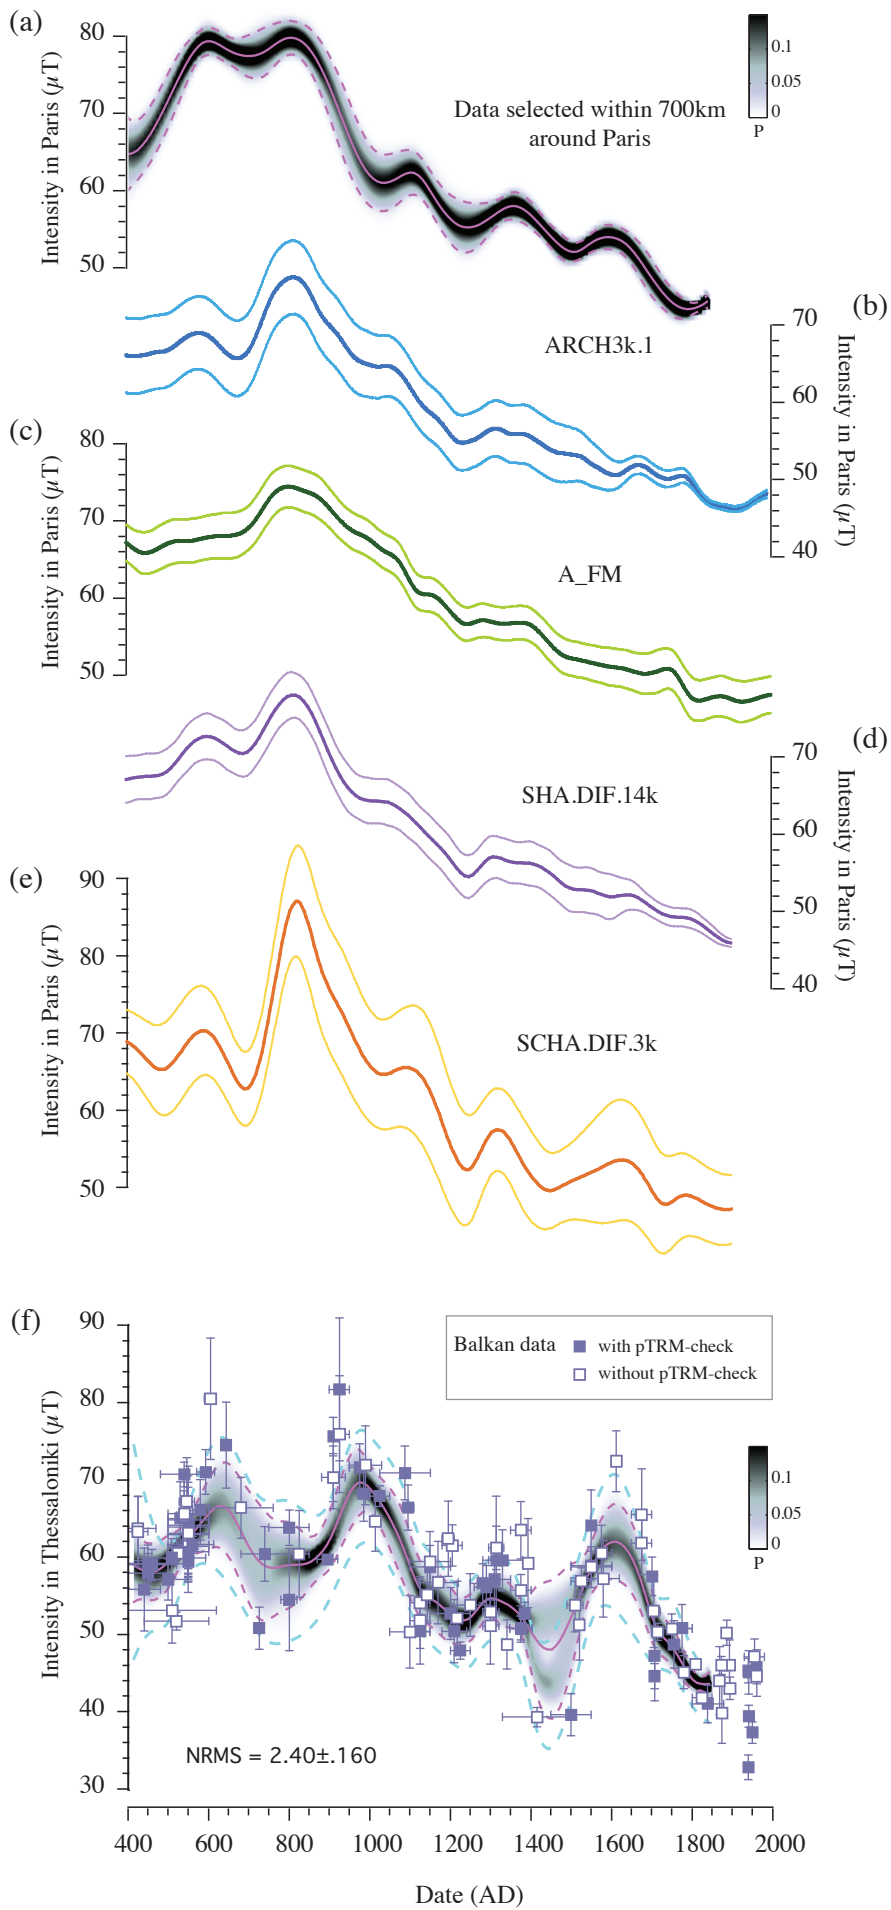 (a)
80
70
60
50
Intensity in Paris (µT)
Data selected within 700km
around Paris
0.1
0.05
0
P
(b)
70
60
50
40
Intensity in Paris (µT)
ARCH3k.1
(c)
80
70
60
50
Intensity in Paris (µT)
A_FM
(d)
70
60
50
40
Intensity in Paris (µT)
SHA.DIF.14k
(e)
90
80
70
60
50
Intensity in Paris (µT)
SCHA.DIF.3k
(f)
90
80
70
60
50
40
30
Intensity in Thessaloniki (µT)
Balkan data
with pTRM-check
without pTRM-check
0.1
0.05
0
P
NRMS = 2.40±.160
400 600 800 1000 1200 1400 1600 1800 2000
Date (AD)